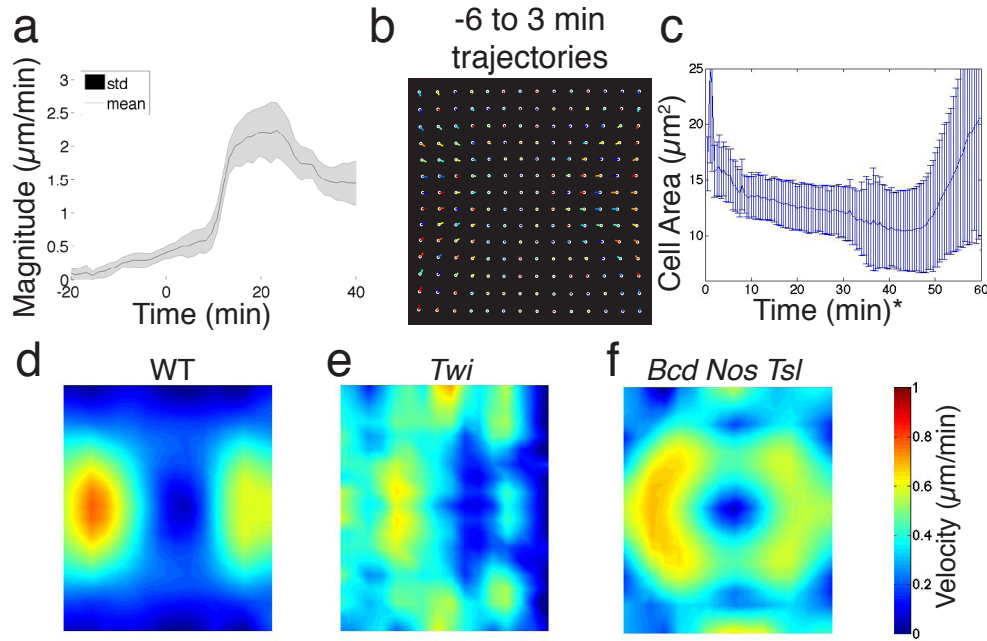 a
Magnitude (µm/min)
3
2.5
2
1.5
1
0.5
0
std
mean
-20
0
20
40
Time (min)
b
-6 to 3 min
trajectories
c
Cell Area (µm²)
25
20
15
10
0
10
20
30
40
50
60
Time (min)*
d
WT
e
Twi
f
Bcd Nos Tsl
1
0.8
0.6
0.4
0.2
0
Velocity (µm/min)